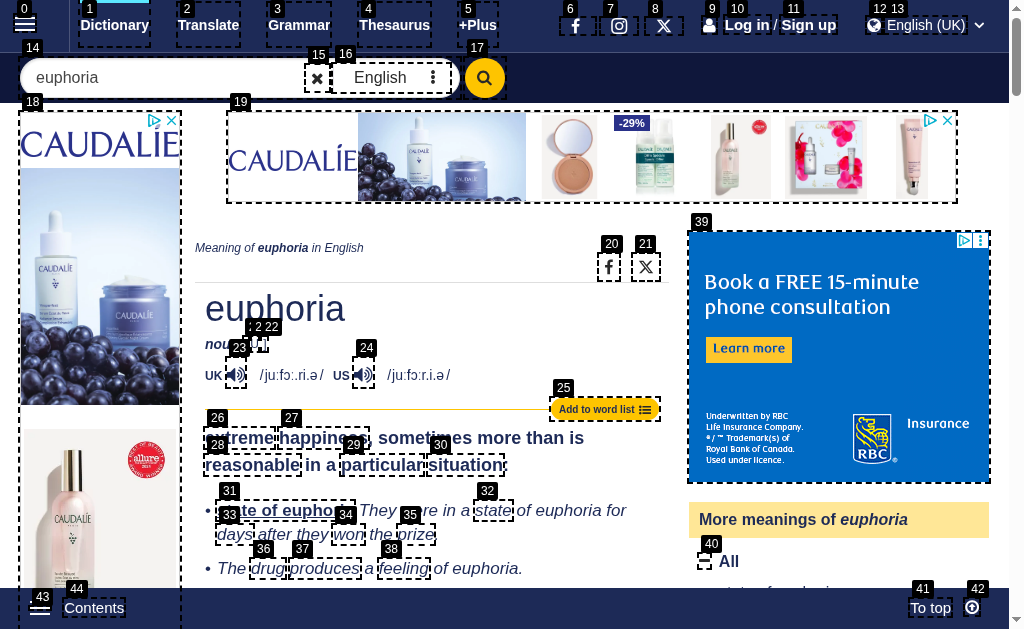 0 1 2 3 4 5 6 7 8 9 10 11 12 13
Dictionary Translate Grammar Thesaurus +Plus Log in / Sign up English (UK)
14 15 16 17
euphoria English
18 19
CAUDALÍE
CAUDALÍE
-29%
CAUDALÍE
allure
CAUDALÍE
Meaning of euphoria in English
20 21
euphoria
22
noun [ U ]
23 24
UK /juːˈfɔː.ri.ə/ US /juːˈfɔːr.i.ə/
25
Add to word list
26 27
extreme happiness, sometimes more than is
28 29 30
reasonable in a particular situation:
31 32
• state of euphoria They were in a state of euphoria for
33 34 35
days after they won the prize.
36 37 38
• The drug produces a feeling of euphoria.
39
Book a FREE 15-minute
phone consultation
Learn more
Underwritten by RBC
Life Insurance Company.
® / ™ Trademark(s) of
Royal Bank of Canada.
Used under licence.
RBC
Insurance
More meanings of euphoria
40
All
43 44 41 42
Contents To top